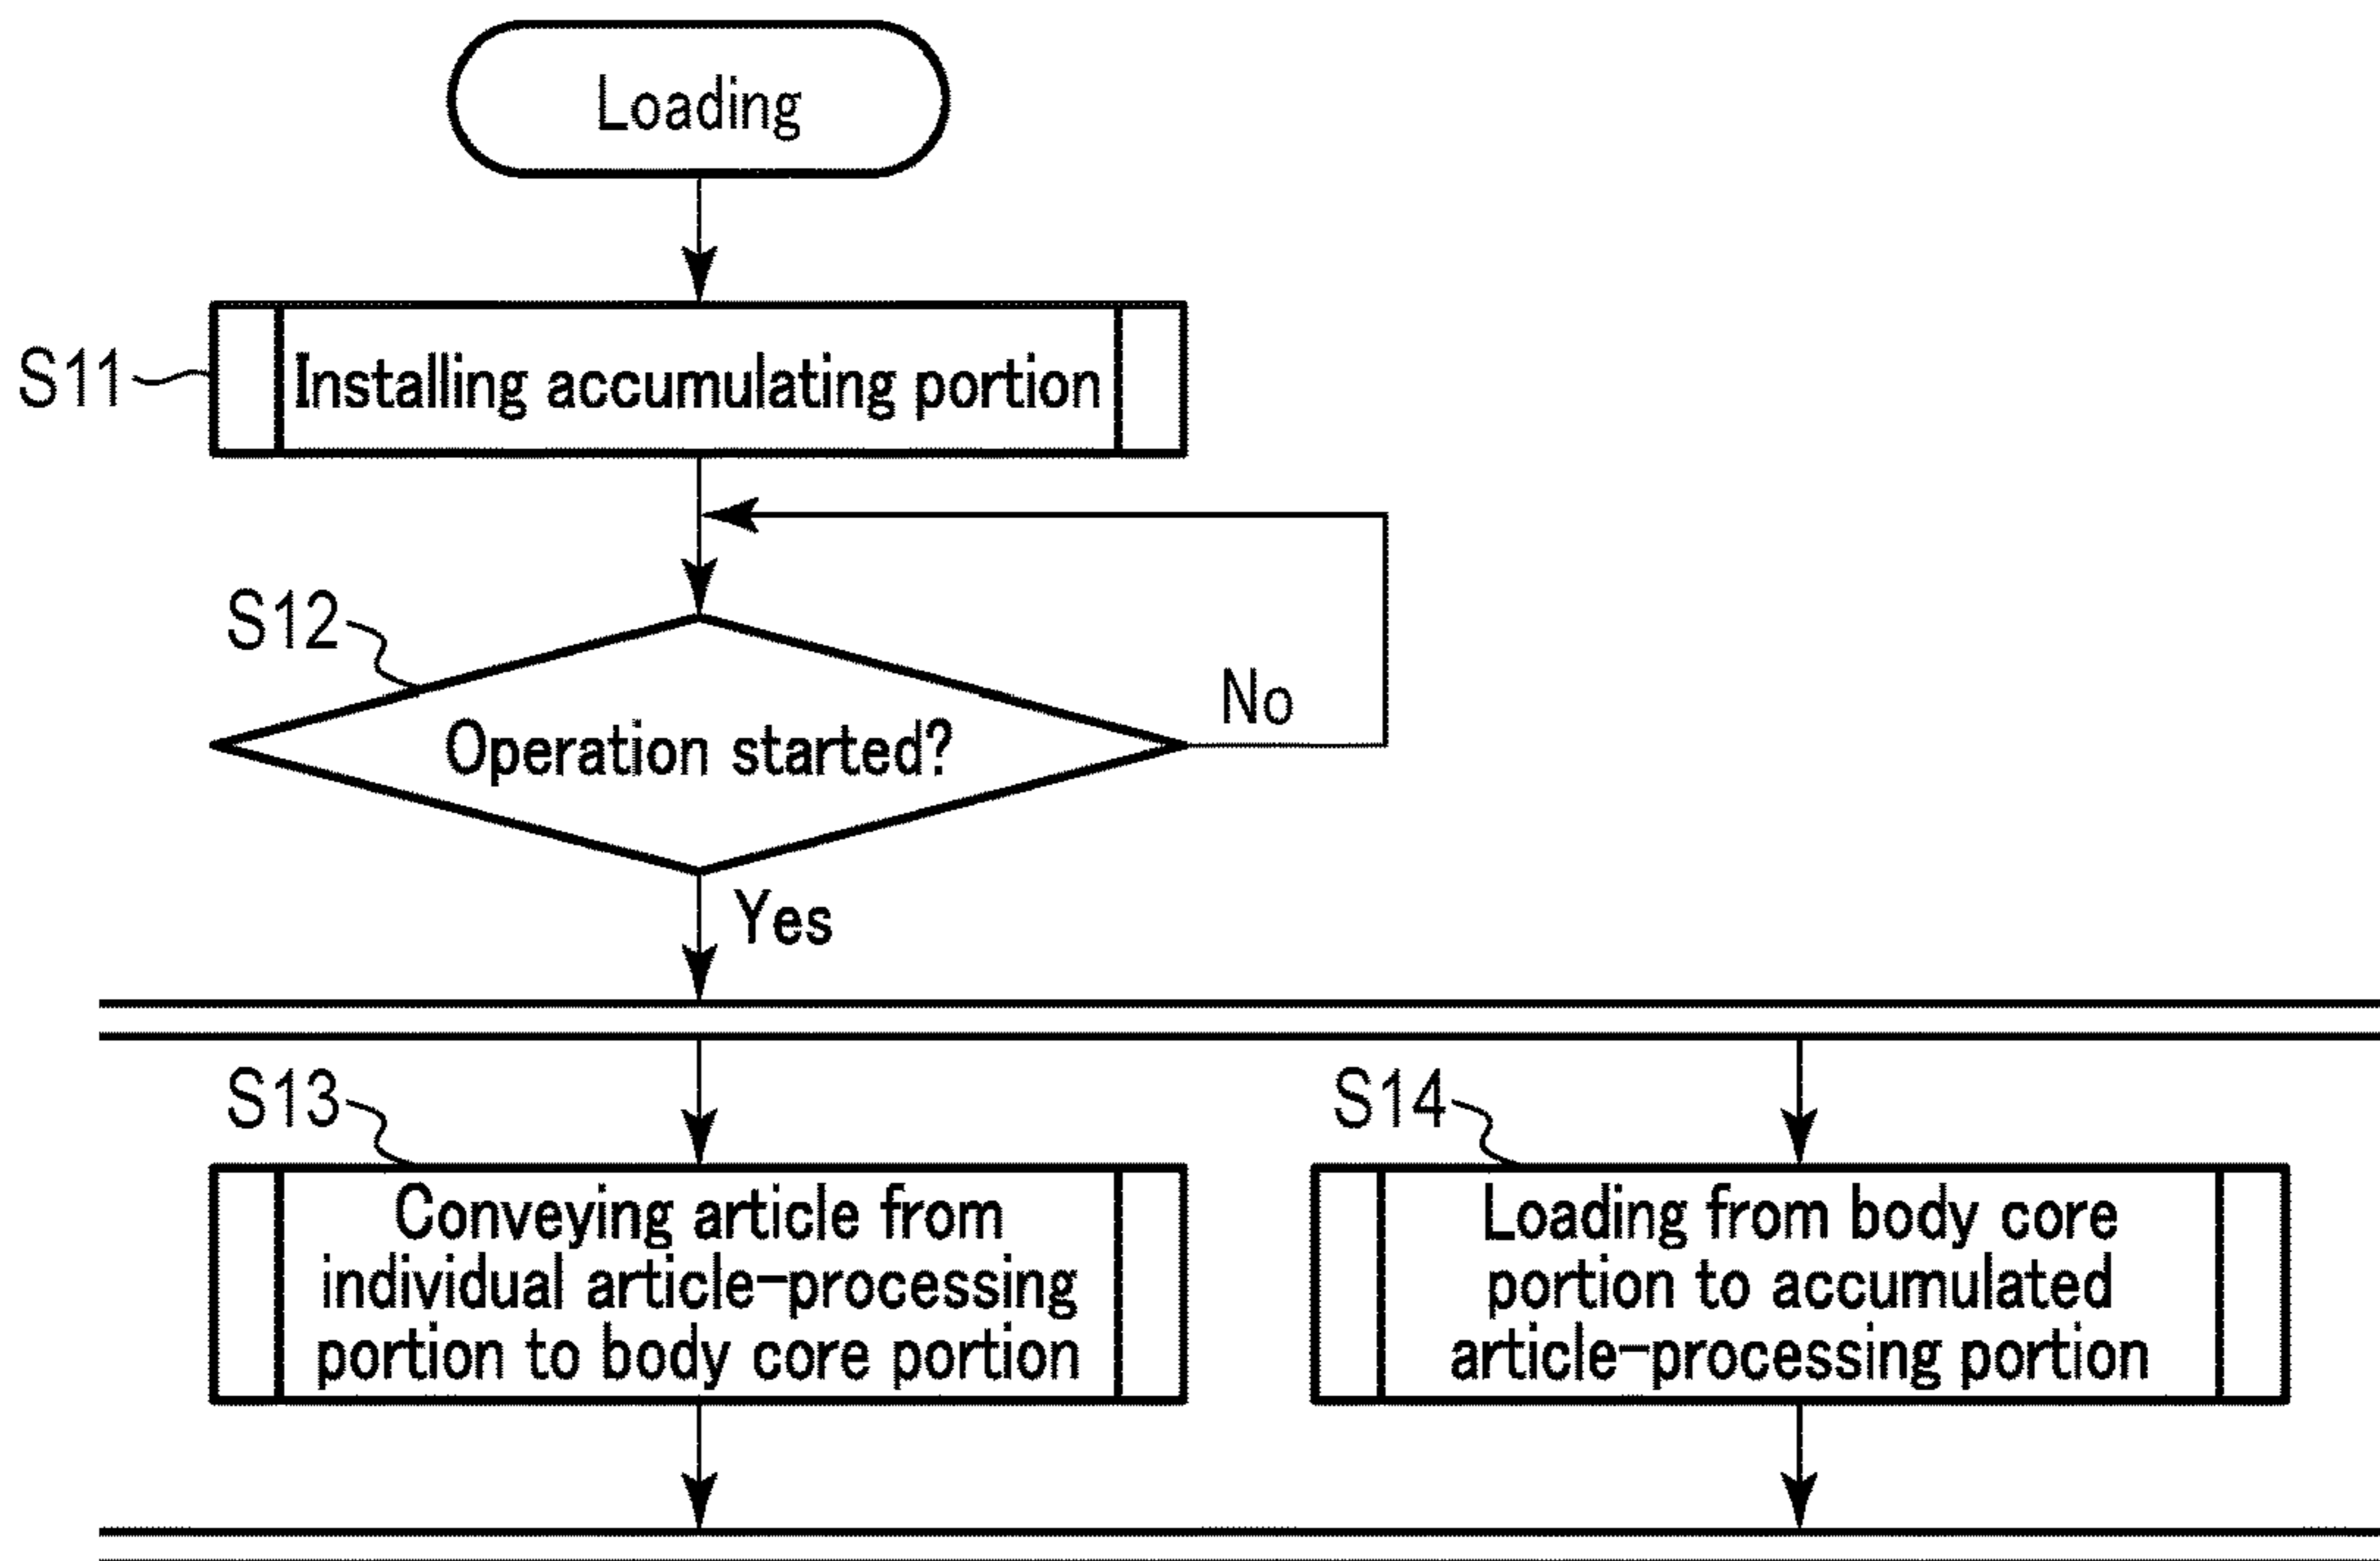 Loading
S11
Installing accumulating portion
S12
Operation started?
No
Yes
S13
Conveying article from
individual article-processing
portion to body core portion
S14
Loading from body core
portion to accumulated
article-processing portion